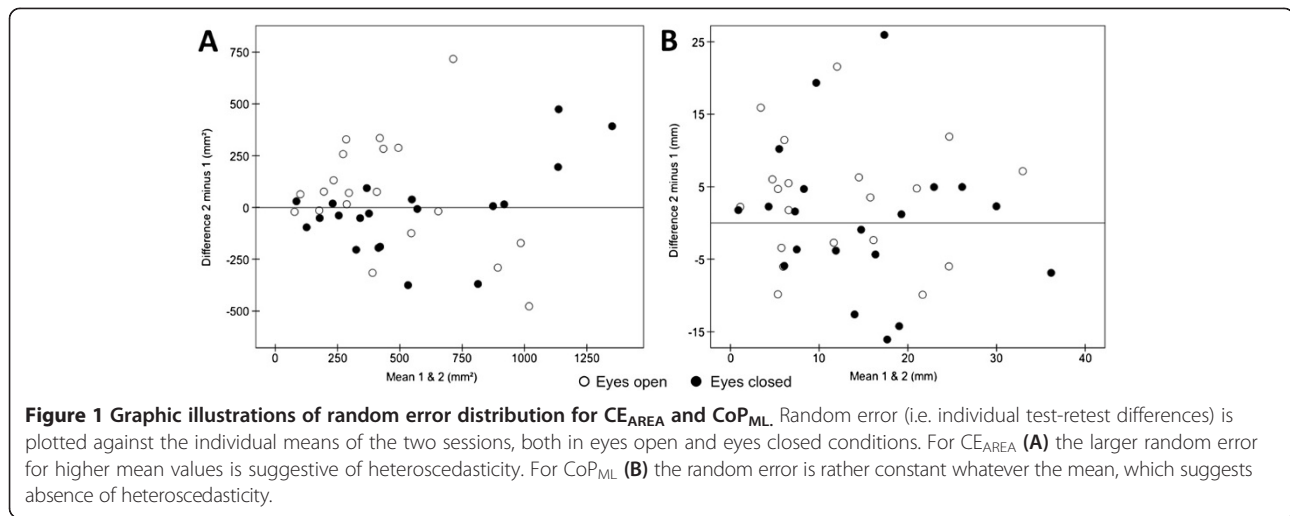 A
B
Difference 2 minus 1 (mm²)
750
500
250
0
-250
-500
0 250 500 750 1000 1250
Mean 1 & 2 (mm²)
Difference 2 minus 1 (mm)
25
15
5
-5
-15
0 10 20 30 40
Mean 1 & 2 (mm)
Eyes open Eyes closed
Figure 1 Graphic illustrations of random error distribution for CEAREA and CoPML. Random error (i.e. individual test-retest differences) is
plotted against the individual means of the two sessions, both in eyes open and eyes closed conditions. For CEAREA (A) the larger random error
for higher mean values is suggestive of heteroscedasticity. For CoPML (B) the random error is rather constant whatever the mean, which suggests
absence of heteroscedasticity.